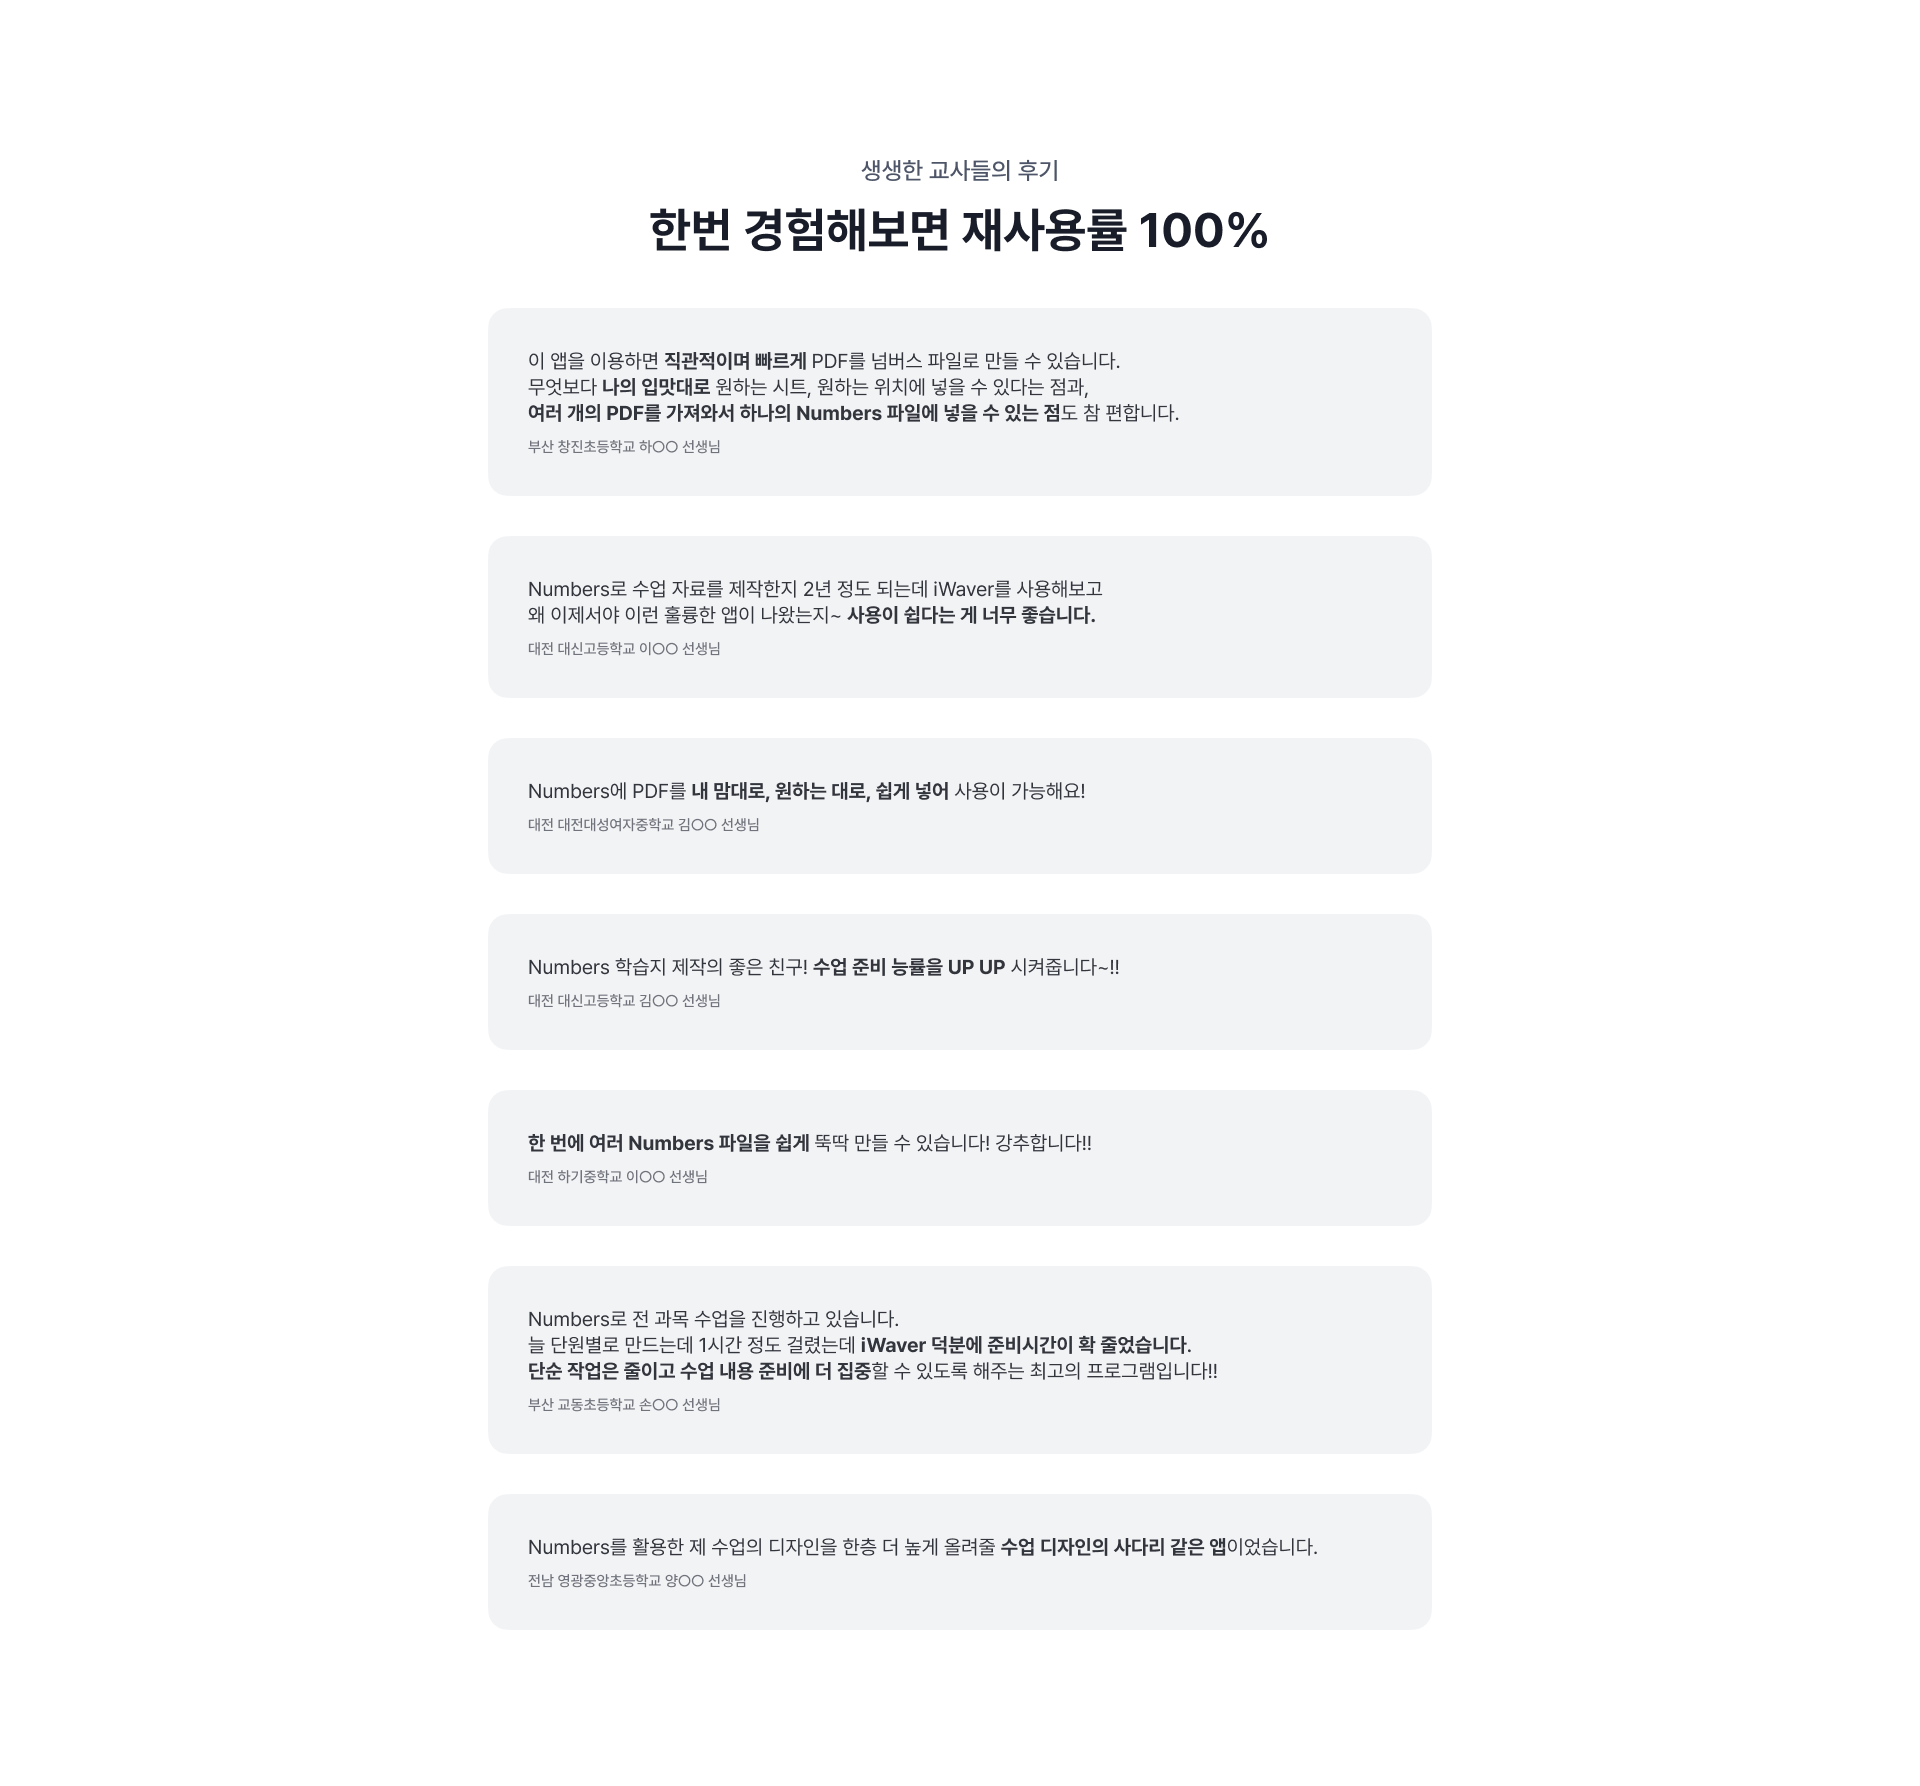 생생한 교사들의 후기
한번 경험해보면 재사용률 100%
이 앱을 이용하면 직관적이며 빠르게 PDF를 넘버스 파일로 만들 수 있습니다.
무엇보다 나의 입맛대로 원하는 시트, 원하는 위치에 넣을 수 있다는 점과,
여러 개의 PDF를 가져와서 하나의 Numbers 파일에 넣을 수 있는 점도 참 편합니다.
부산 창진초등학교 하○○ 선생님
Numbers로 수업 자료를 제작한지 2년 정도 되는데 iWaver를 사용해보고
왜 이제서야 이런 훌륭한 앱이 나왔는지~ 사용이 쉽다는 게 너무 좋습니다.
대전 대신고등학교 이○○ 선생님
Numbers에 PDF를 내 맘대로, 원하는 대로, 쉽게 넣어 사용이 가능해요!
대전 대전대성여자중학교 김○○ 선생님
Numbers 학습지 제작의 좋은 친구! 수업 준비 능률을 UP UP 시켜줍니다~!!
대전 대신고등학교 김○○ 선생님
한 번에 여러 Numbers 파일을 쉽게 뚝딱 만들 수 있습니다! 강추합니다!!
대전 하기중학교 이○○ 선생님
Numbers로 전 과목 수업을 진행하고 있습니다.
늘 단원별로 만드는데 1시간 정도 걸렸는데 iWaver 덕분에 준비시간이 확 줄었습니다.
단순 작업은 줄이고 수업 내용 준비에 더 집중할 수 있도록 해주는 최고의 프로그램입니다!!
부산 교동초등학교 손○○ 선생님
Numbers를 활용한 제 수업의 디자인을 한층 더 높게 올려줄 수업 디자인의 사다리 같은 앱이었습니다.
전남 영광중앙초등학교 양○○ 선생님